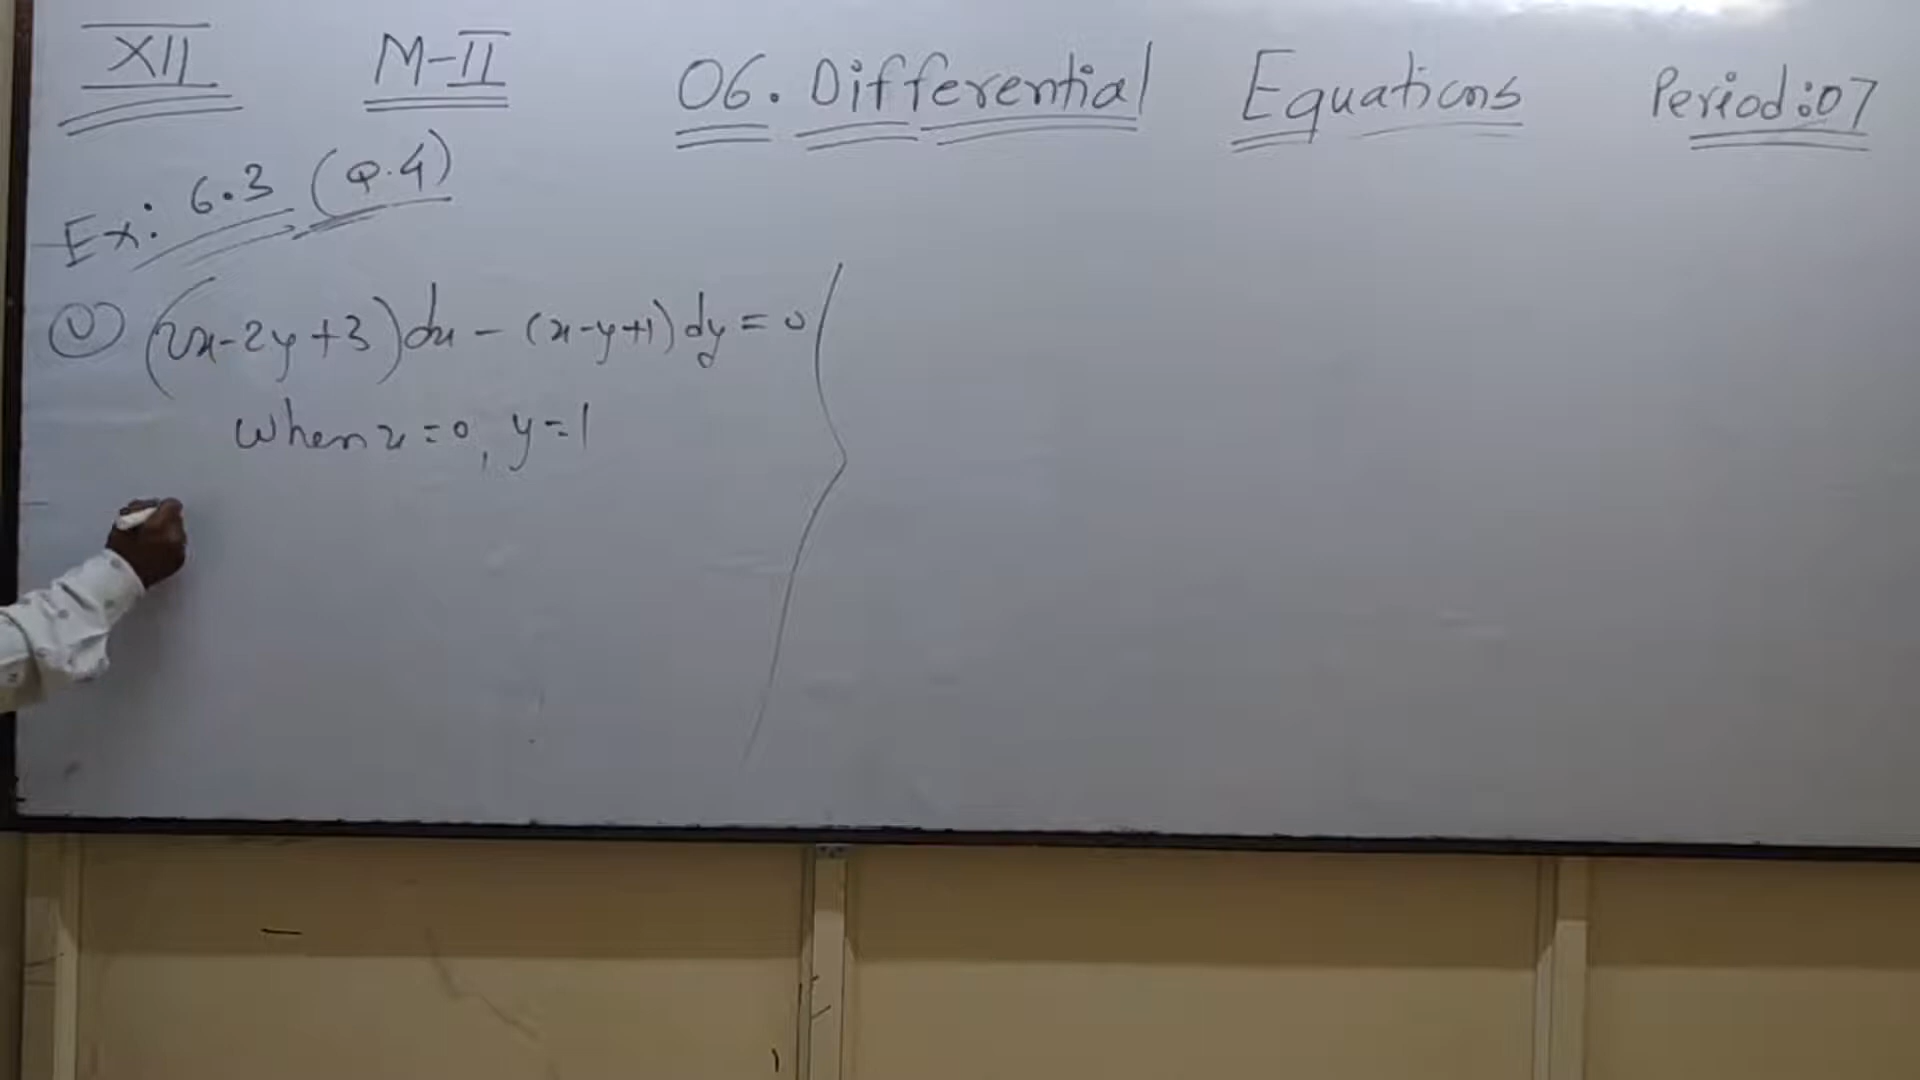 XII M-II 06. Differential Equations Period:07
Ex: 6.3 (Q.4)
(v) (2x-2y+3)dx - (x-y+1)dy = 0
when x=0, y=1